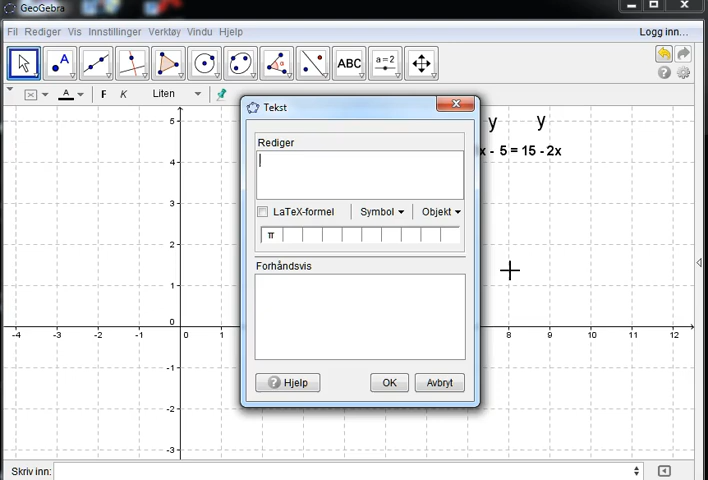 GeoGebra
Fil Rediger Vis Innstillinger Verktøy Vindu Hjelp Logg inn...
A ABC a=2
A F K Liten
Tekst
Rediger
LaTeX-formel Symbol Objekt
π
Forhåndsvis
Hjelp OK Avbryt
y y
x - 5 = 15 - 2x
5
4
3
2
1
0
-4 -3 -2 -1 0 1 8 9 10 11 12
-1
-2
-3
Skriv inn: